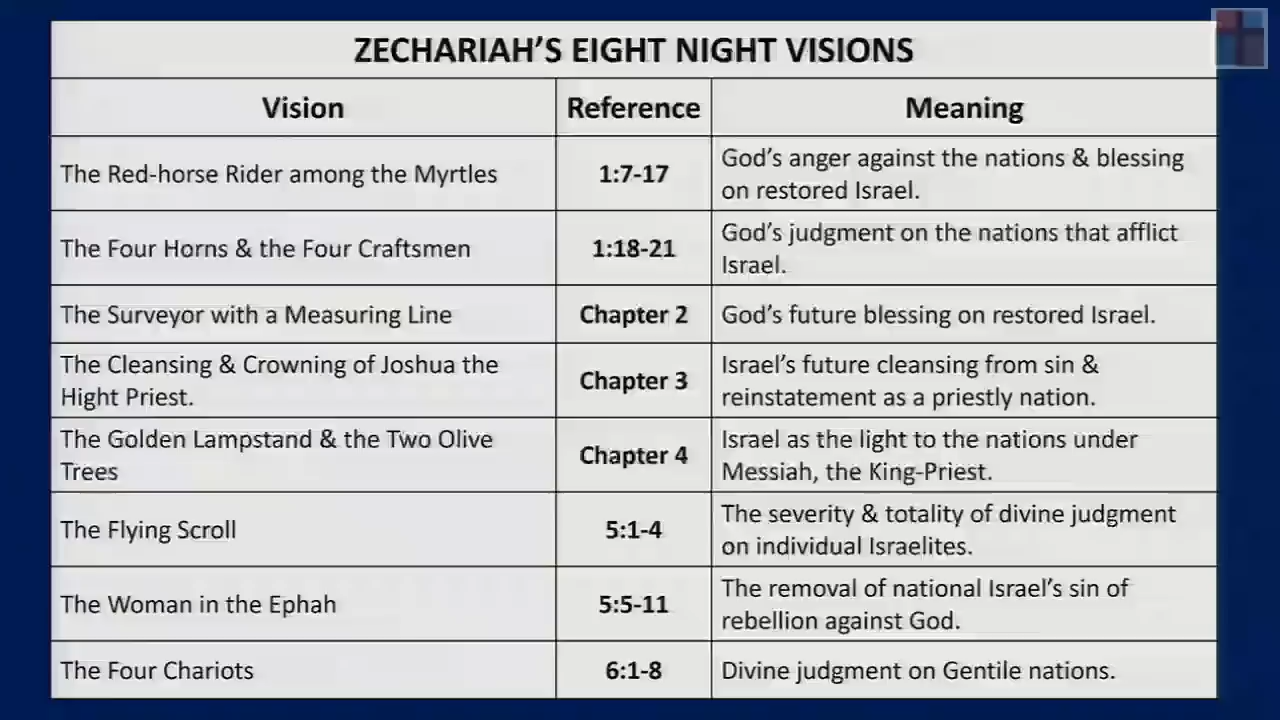 ZECHARIAH’S EIGHT NIGHT VISIONS
Vision Reference Meaning
The Red-horse Rider among the Myrtles 1:7-17 God’s anger against the nations & blessing
on restored Israel.
The Four Horns & the Four Craftsmen 1:18-21 God’s judgment on the nations that afflict
Israel.
The Surveyor with a Measuring Line Chapter 2 God’s future blessing on restored Israel.
The Cleansing & Crowning of Joshua the
Hight Priest.
Chapter 3
Israel’s future cleansing from sin &
reinstatement as a priestly nation.
The Golden Lampstand & the Two Olive
Trees
Chapter 4
Israel as the light to the nations under
Messiah, the King-Priest.
The Flying Scroll 5:1-4 The severity & totality of divine judgment
on individual Israelites.
The Woman in the Ephah 5:5-11 The removal of national Israel’s sin of
rebellion against God.
The Four Chariots 6:1-8 Divine judgment on Gentile nations.